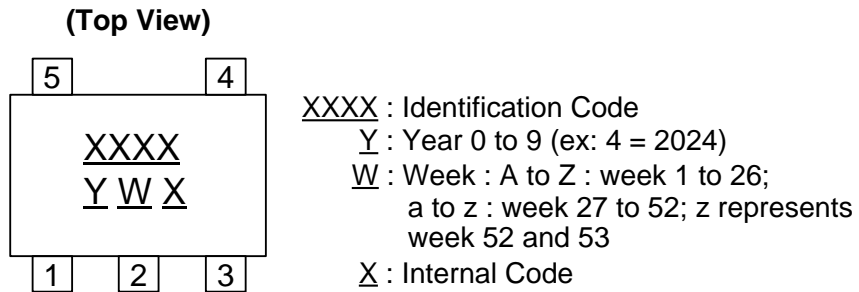 (Top View)
5 4
XXXX
Y W X
1 2 3
XXXX : Identification Code
Y : Year 0 to 9 (ex: 4 = 2024)
W : Week : A to Z : week 1 to 26;
a to z : week 27 to 52; z represents
week 52 and 53
X : Internal Code